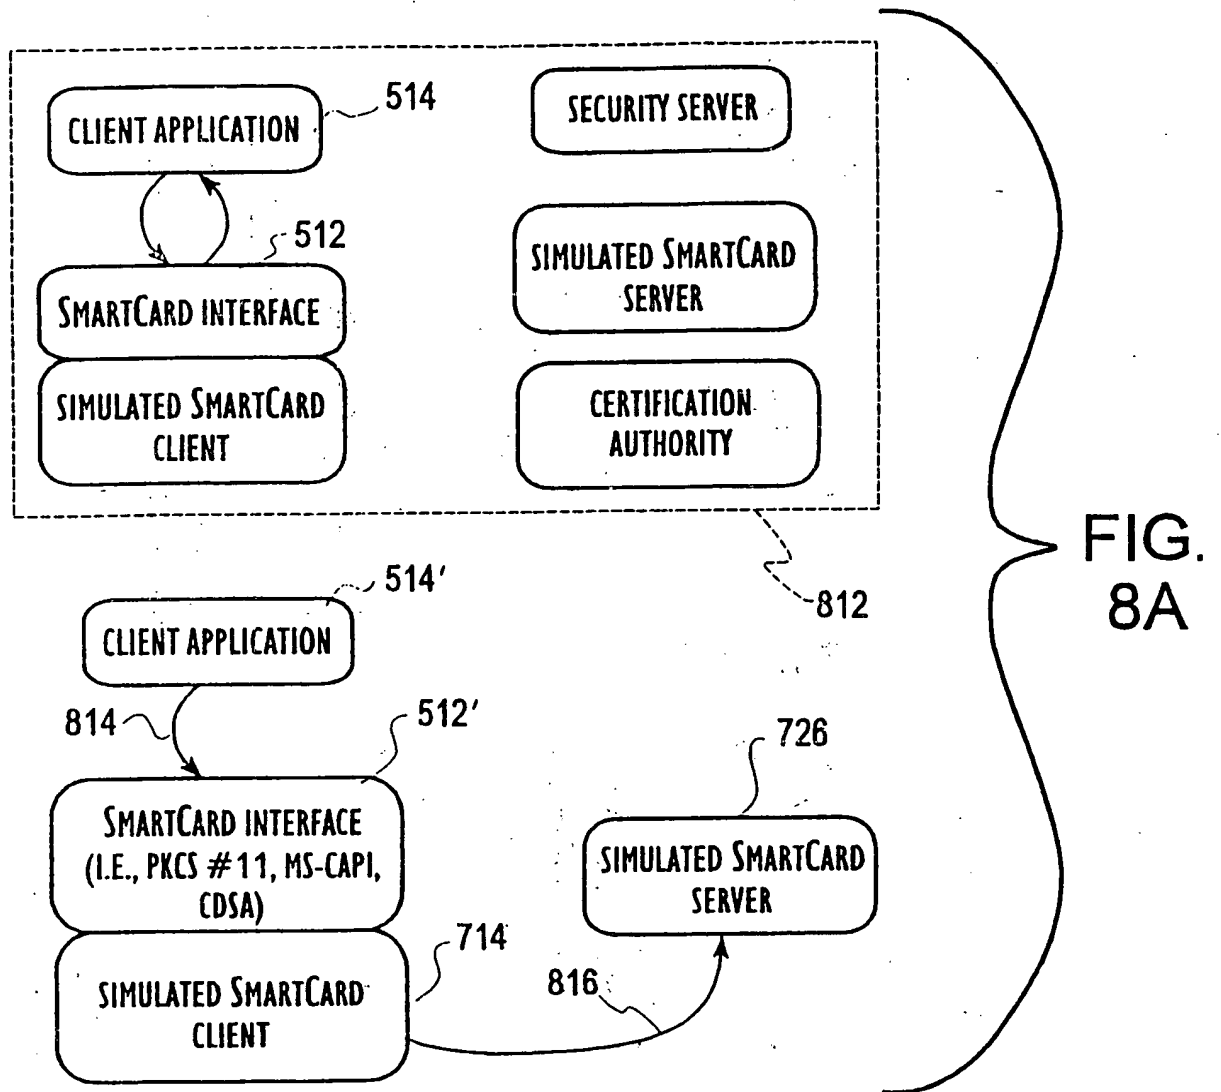 CLIENT APPLICATION
514
SECURITY SERVER
512
SMARTCARD INTERFACE
SIMULATED SMARTCARD
CLIENT
SIMULATED SMARTCARD
SERVER
CERTIFICATION
AUTHORITY
812
FIG.
8A
514'
CLIENT APPLICATION
814
512'
SMARTCARD INTERFACE
(I.E., PKCS #11, MS-CAPI,
CDSA)
714
SIMULATED SMARTCARD
CLIENT
726
SIMULATED SMARTCARD
SERVER
816